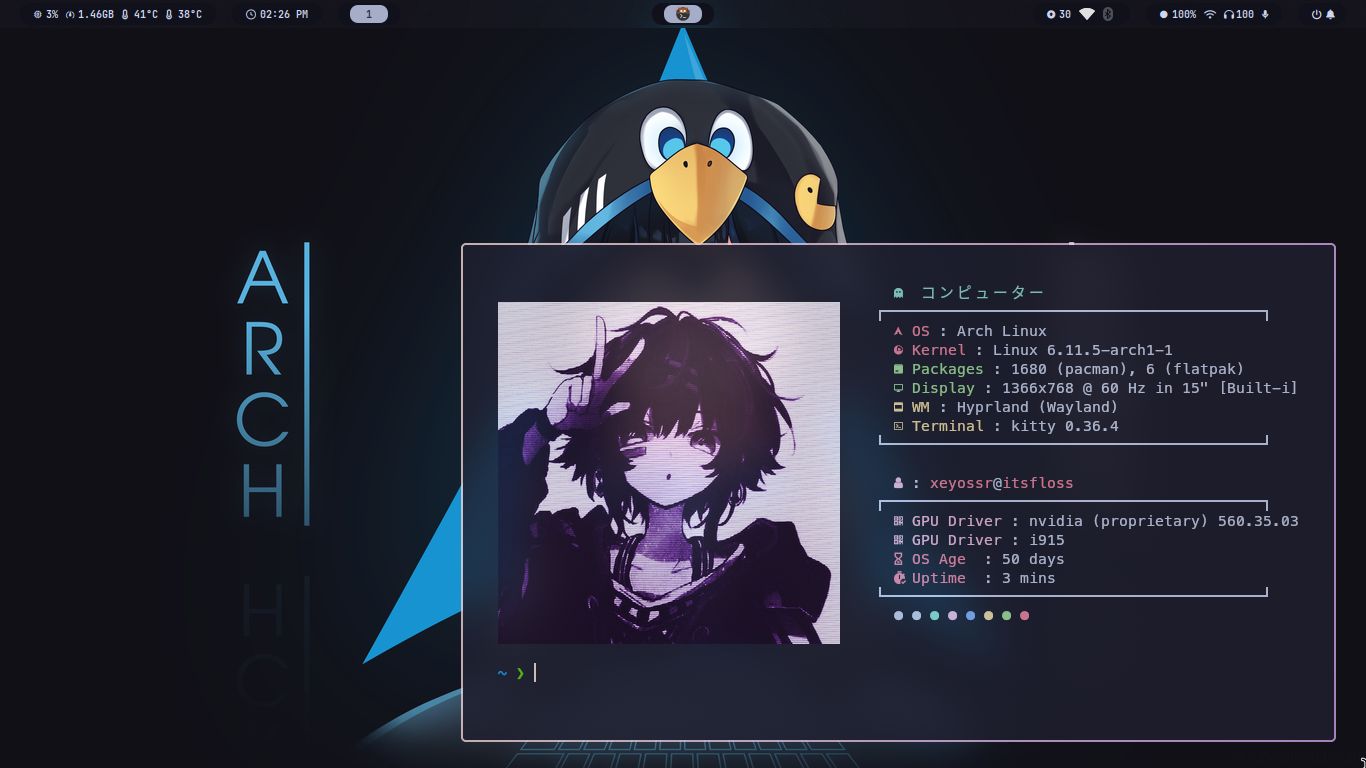 3% 1.46GB 41°C 38°C 02:26 PM 1 30 100% 100
A
R
C
H
コンピューター
OS : Arch Linux
Kernel : Linux 6.11.5-arch1-1
Packages : 1680 (pacman), 6 (flatpak)
Display : 1366x768 @ 60 Hz in 15" [Built-i]
WM : Hyprland (Wayland)
Terminal : kitty 0.36.4
: xeyossr@itsfloss
GPU Driver : nvidia (proprietary) 560.35.03
GPU Driver : i915
OS Age : 50 days
Uptime : 3 mins
~ ❯
H
C